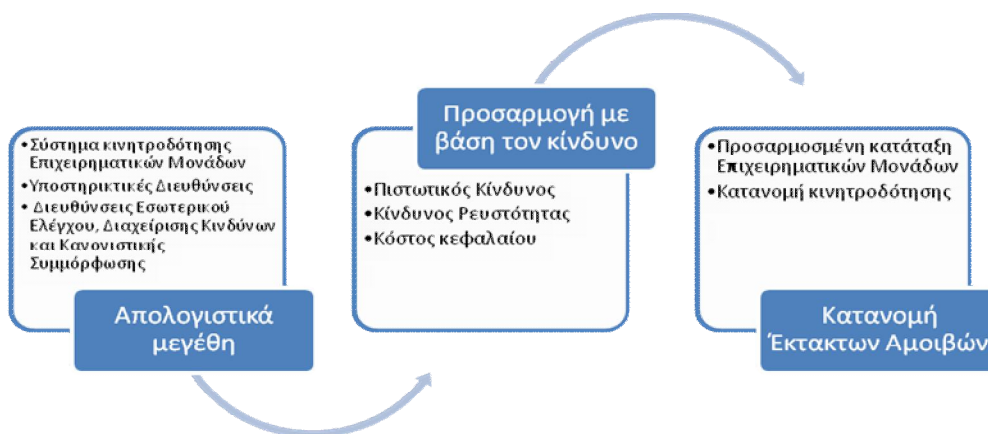 •Σύστημα κινητροδότησης
Επιχειρηματικών Μονάδων
•Υποστηρικτικές Διευθύνσεις
• Διευθύνσεις Εσωτερικού
Ελέγχου, Διαχείρισης Κινδύνων
και Κανονιστικής
Συμμόρφωσης
Απολογιστικά
μεγέθη
Προσαρμογή με
βάση τον κίνδυνο
•Πιστωτικός Κίνδυνος
•Κίνδυνος Ρευστότητας
•Κόστος κεφαλαίου
•Προσαρμοσμένη κατάταξη
Επιχειρηματικών Μονάδων
•Κατανομή κινητροδότησης
Κατανομή
Έκτακτων Αμοιβών